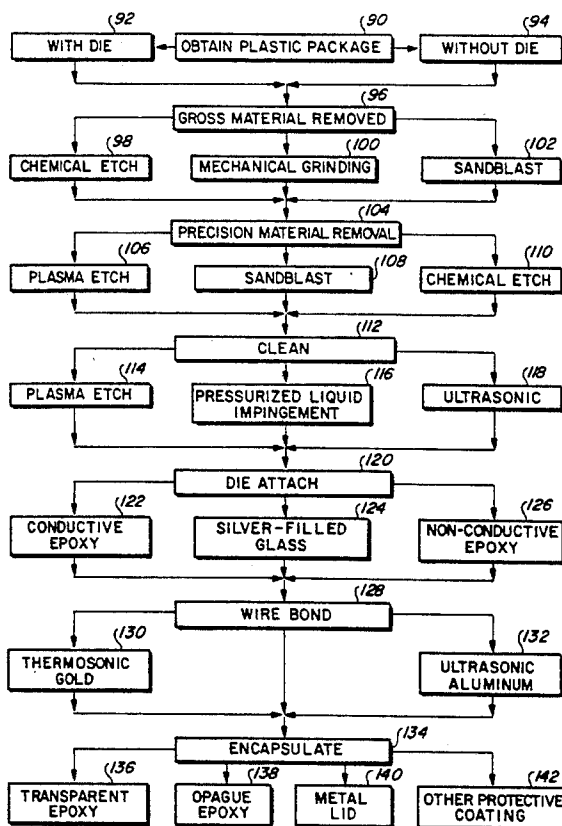 92
90
94
WITH DIE
OBTAIN PLASTIC PACKAGE
WITHOUT DIE
96
GROSS MATERIAL REMOVED
98
100
102
CHEMICAL ETCH
MECHANICAL GRINDING
SANDBLAST
104
PRECISION MATERIAL REMOVAL
106
108
110
PLASMA ETCH
SANDBLAST
CHEMICAL ETCH
112
CLEAN
114
116
118
PLASMA ETCH
PRESSURIZED LIQUID
IMPINGEMENT
ULTRASONIC
120
DIE ATTACH
122
124
126
CONDUCTIVE
EPOXY
SILVER-FILLED
GLASS
NON-CONDUCTIVE
EPOXY
128
WIRE BOND
130
132
THERMOSONIC
GOLD
ULTRASONIC
ALUMINUM
134
ENCAPSULATE
136
138
140
142
TRANSPARENT
EPOXY
OPAGUE
EPOXY
METAL
LID
OTHER PROTECTIVE
COATING